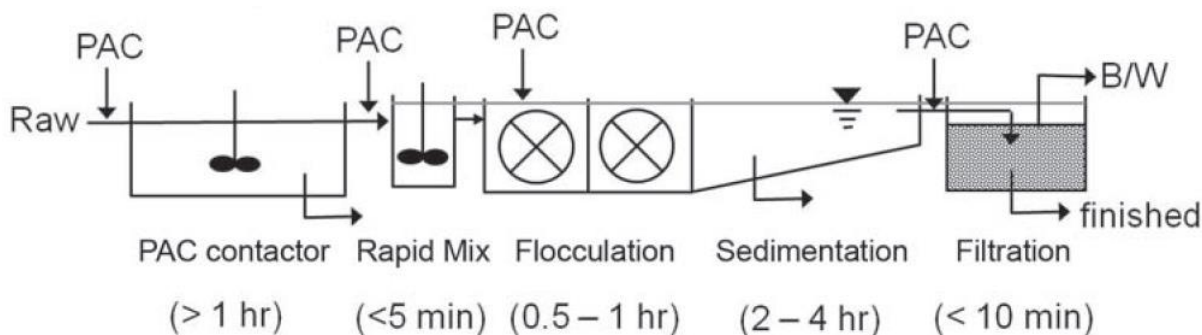 PAC PAC PAC PAC
B/W
Raw
finished
PAC contactor Rapid Mix Flocculation Sedimentation Filtration
(> 1 hr) (<5 min) (0.5 – 1 hr) (2 – 4 hr) (< 10 min)